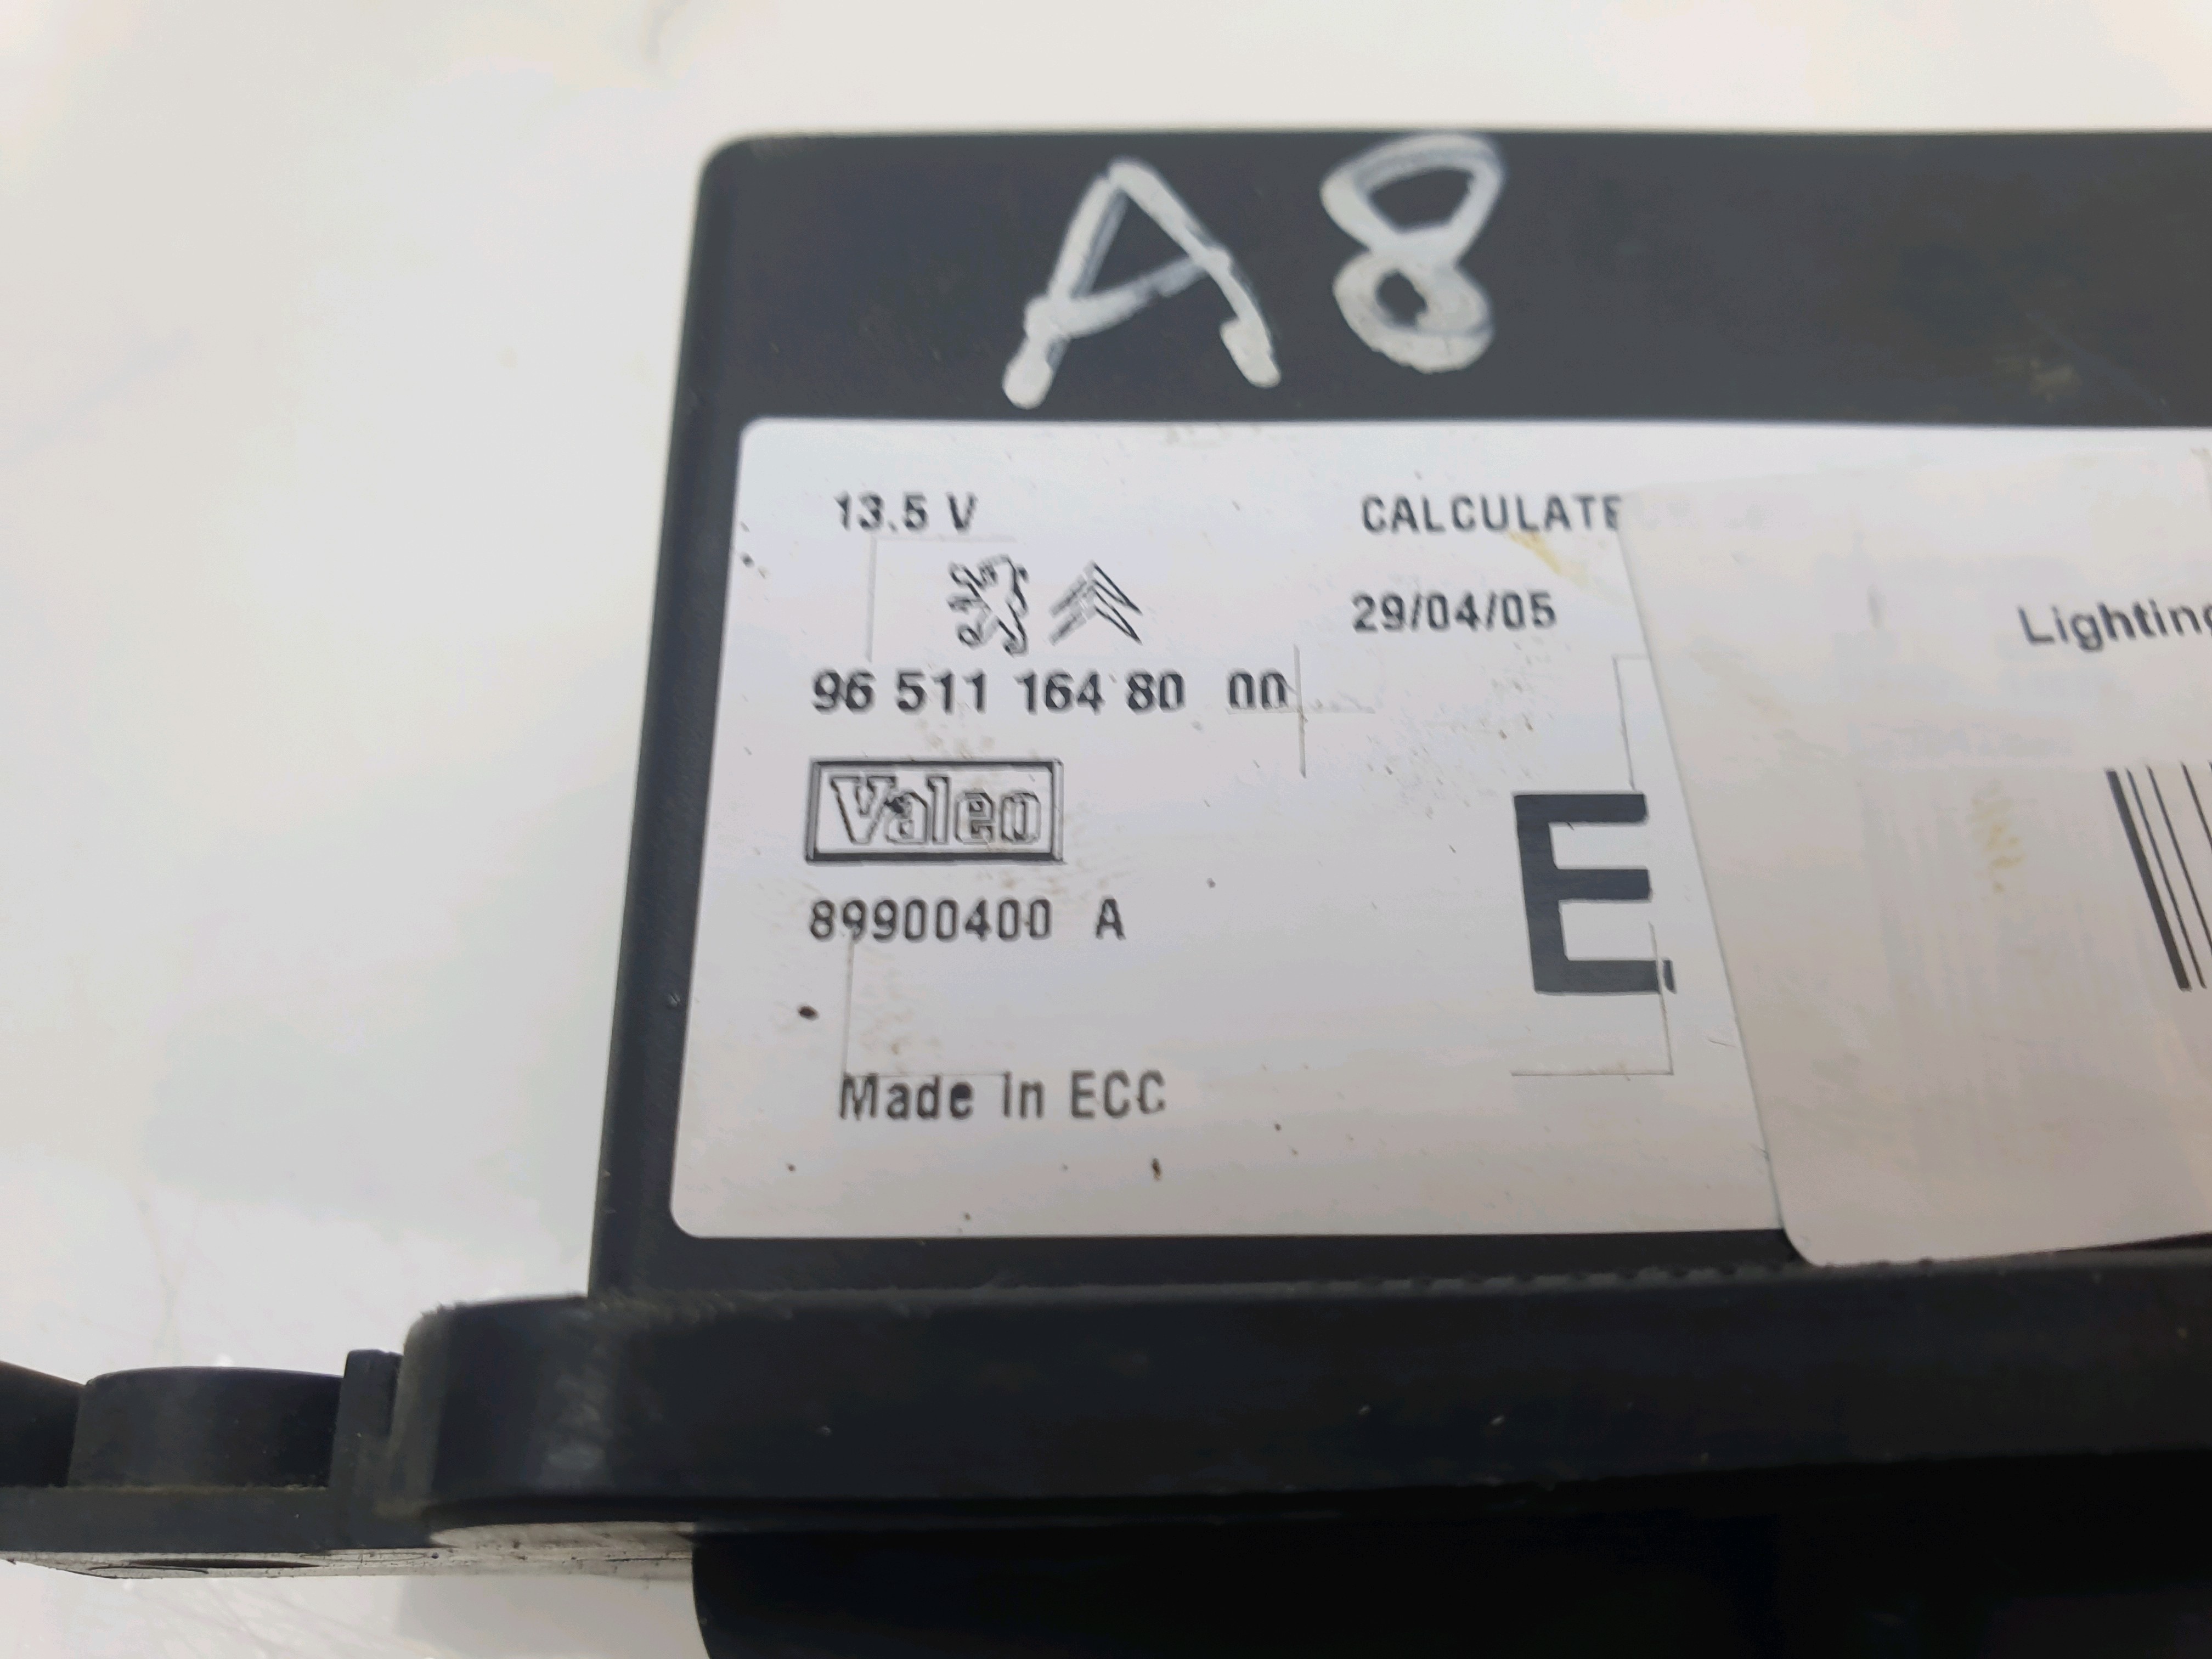 A8
13.5 V CALCULATE
29/04/05
Lighting
96 511 164 80 00
Valeo
89900400 A
E
Made in ECC